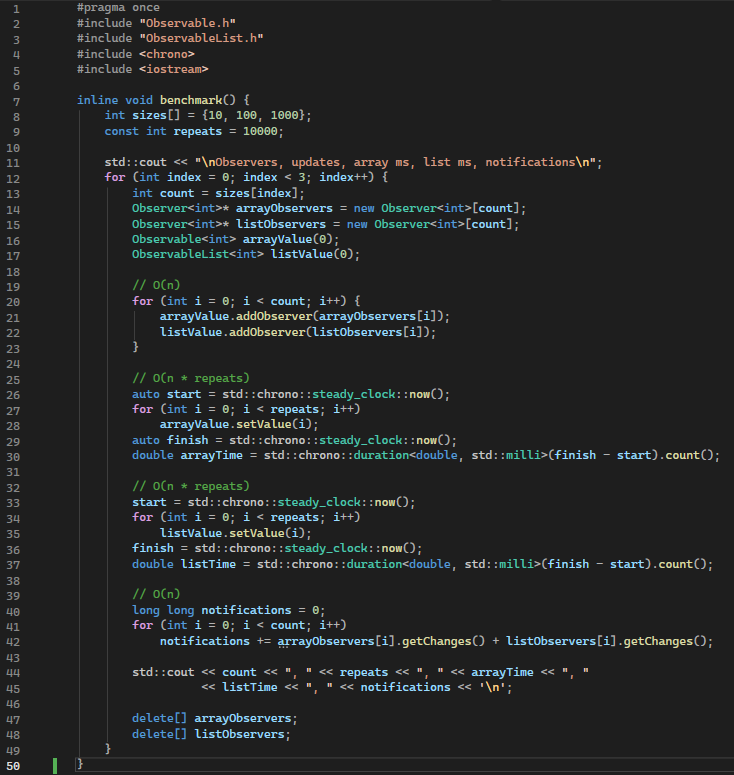 1 #pragma once
2 #include "Observable.h"
3 #include "ObservableList.h"
4 #include <chrono>
5 #include <iostream>
6
7 inline void benchmark() {
8     int sizes[] = {10, 100, 1000};
9     const int repeats = 10000;
10
11     std::cout << "\nObservers, updates, array ms, list ms, notifications\n";
12     for (int index = 0; index < 3; index++) {
13         int count = sizes[index];
14         Observer<int>* arrayObservers = new Observer<int>[count];
15         Observer<int>* listObservers = new Observer<int>[count];
16         Observable<int> arrayValue(0);
17         ObservableList<int> listValue(0);
18
19         // O(n)
20         for (int i = 0; i < count; i++) {
21             arrayValue.addObserver(arrayObservers[i]);
22             listValue.addObserver(listObservers[i]);
23         }
24
25         // O(n * repeats)
26         auto start = std::chrono::steady_clock::now();
27         for (int i = 0; i < repeats; i++)
28             arrayValue.setValue(i);
29         auto finish = std::chrono::steady_clock::now();
30         double arrayTime = std::chrono::duration<double, std::milli>(finish - start).count();
31
32         // O(n * repeats)
33         start = std::chrono::steady_clock::now();
34         for (int i = 0; i < repeats; i++)
35             listValue.setValue(i);
36         finish = std::chrono::steady_clock::now();
37         double listTime = std::chrono::duration<double, std::milli>(finish - start).count();
38
39         // O(n)
40         long long notifications = 0;
41         for (int i = 0; i < count; i++)
42             notifications += arrayObservers[i].getChanges() + listObservers[i].getChanges();
43
44         std::cout << count << ", " << repeats << ", " << arrayTime << ", "
45                   << listTime << ", " << notifications << '\n';
46
47         delete[] arrayObservers;
48         delete[] listObservers;
49     }
50 }